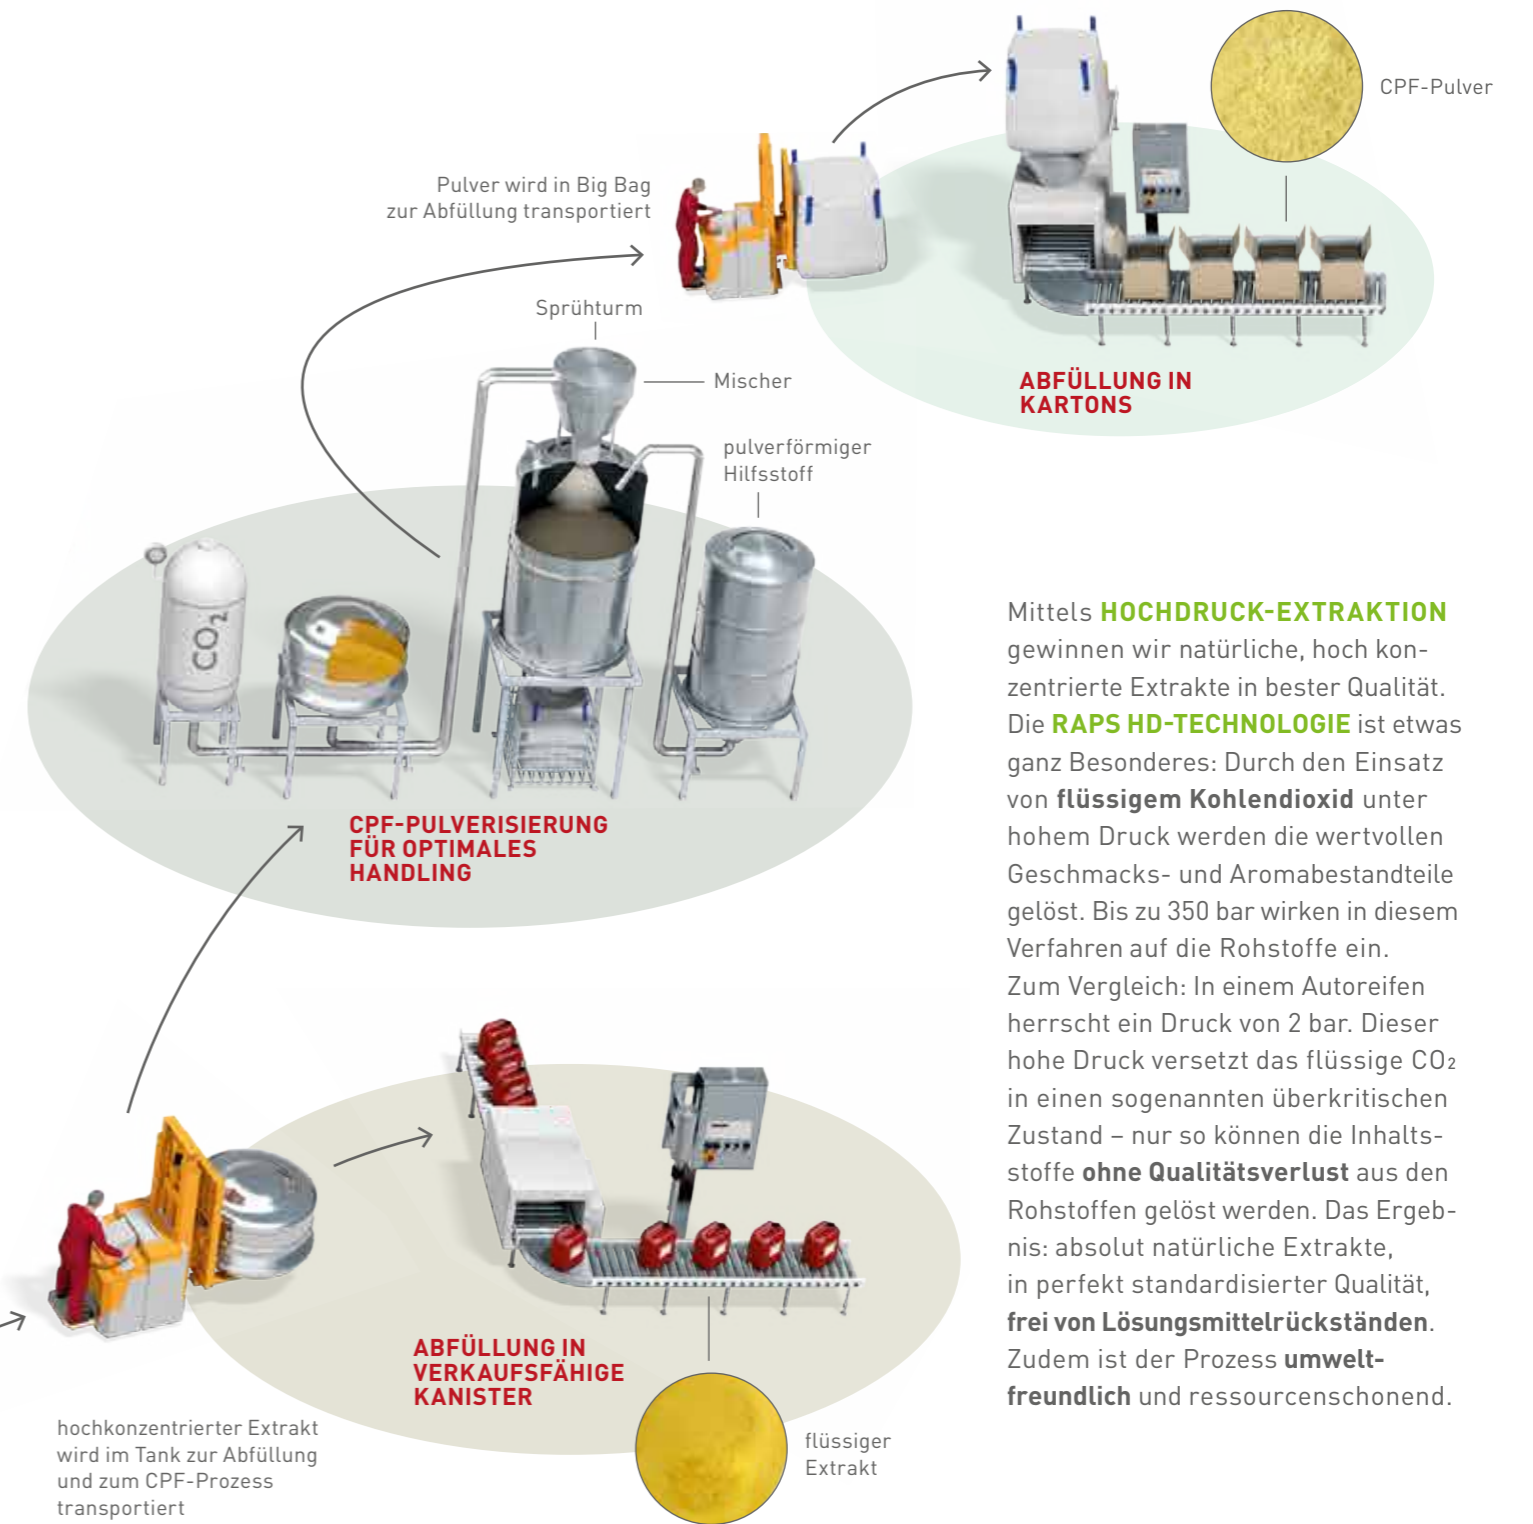 CPF-Pulver
Pulver wird in Big Bag
zur Abfüllung transportiert
Sprühturm
Mischer
ABFÜLLUNG IN
KARTONS
pulverförmiger
Hilfsstoff
CO2
CPF-PULVERISIERUNG
FÜR OPTIMALES
HANDLING
ABFÜLLUNG IN
VERKAUFSFÄHIGE
KANISTER
hochkonzentrierter Extrakt
wird im Tank zur Abfüllung
und zum CPF-Prozess
transportiert
flüssiger
Extrakt
Mittels HOCHDRUCK-EXTRAKTION
gewinnen wir natürliche, hoch kon-
zentrierte Extrakte in bester Qualität.
Die RAPS HD-TECHNOLOGIE ist etwas
ganz Besonderes: Durch den Einsatz
von flüssigem Kohlendioxid unter
hohem Druck werden die wertvollen
Geschmacks- und Aromabestandteile
gelöst. Bis zu 350 bar wirken in diesem
Verfahren auf die Rohstoffe ein.
Zum Vergleich: In einem Autoreifen
herrscht ein Druck von 2 bar. Dieser
hohe Druck versetzt das flüssige CO2
in einen sogenannten überkritischen
Zustand – nur so können die Inhalts-
stoffe ohne Qualitätsverlust aus den
Rohstoffen gelöst werden. Das Ergeb-
nis: absolut natürliche Extrakte,
in perfekt standardisierter Qualität,
frei von Lösungsmittelrückständen.
Zudem ist der Prozess umwelt-
freundlich und ressourcenschonend.